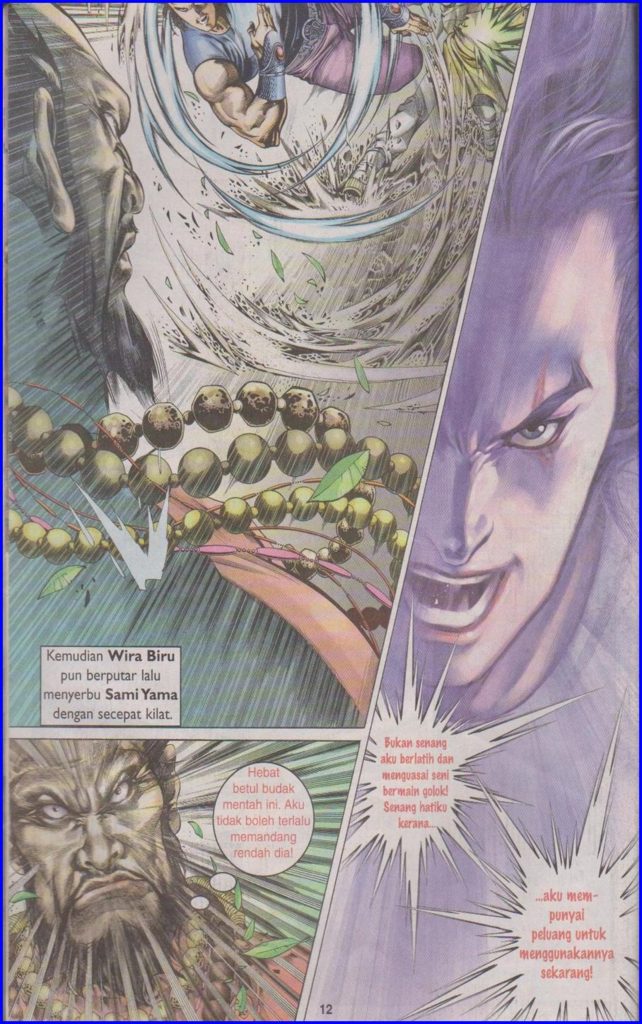 Kemudian Wira Biru
pun berputar lalu
menyerbu Sami Yama
dengan secepat kilat.
Bukan senang
aku berlatih dan
menguasai seni
bermain golok!
Senang hatiku
kerana...
...aku mem-
punyai
peluang untuk
menggunakannya
sekarang!
Hebat
betul budak
mentah ini. Aku
tidak boleh terlalu
memandang
rendah dia!
12